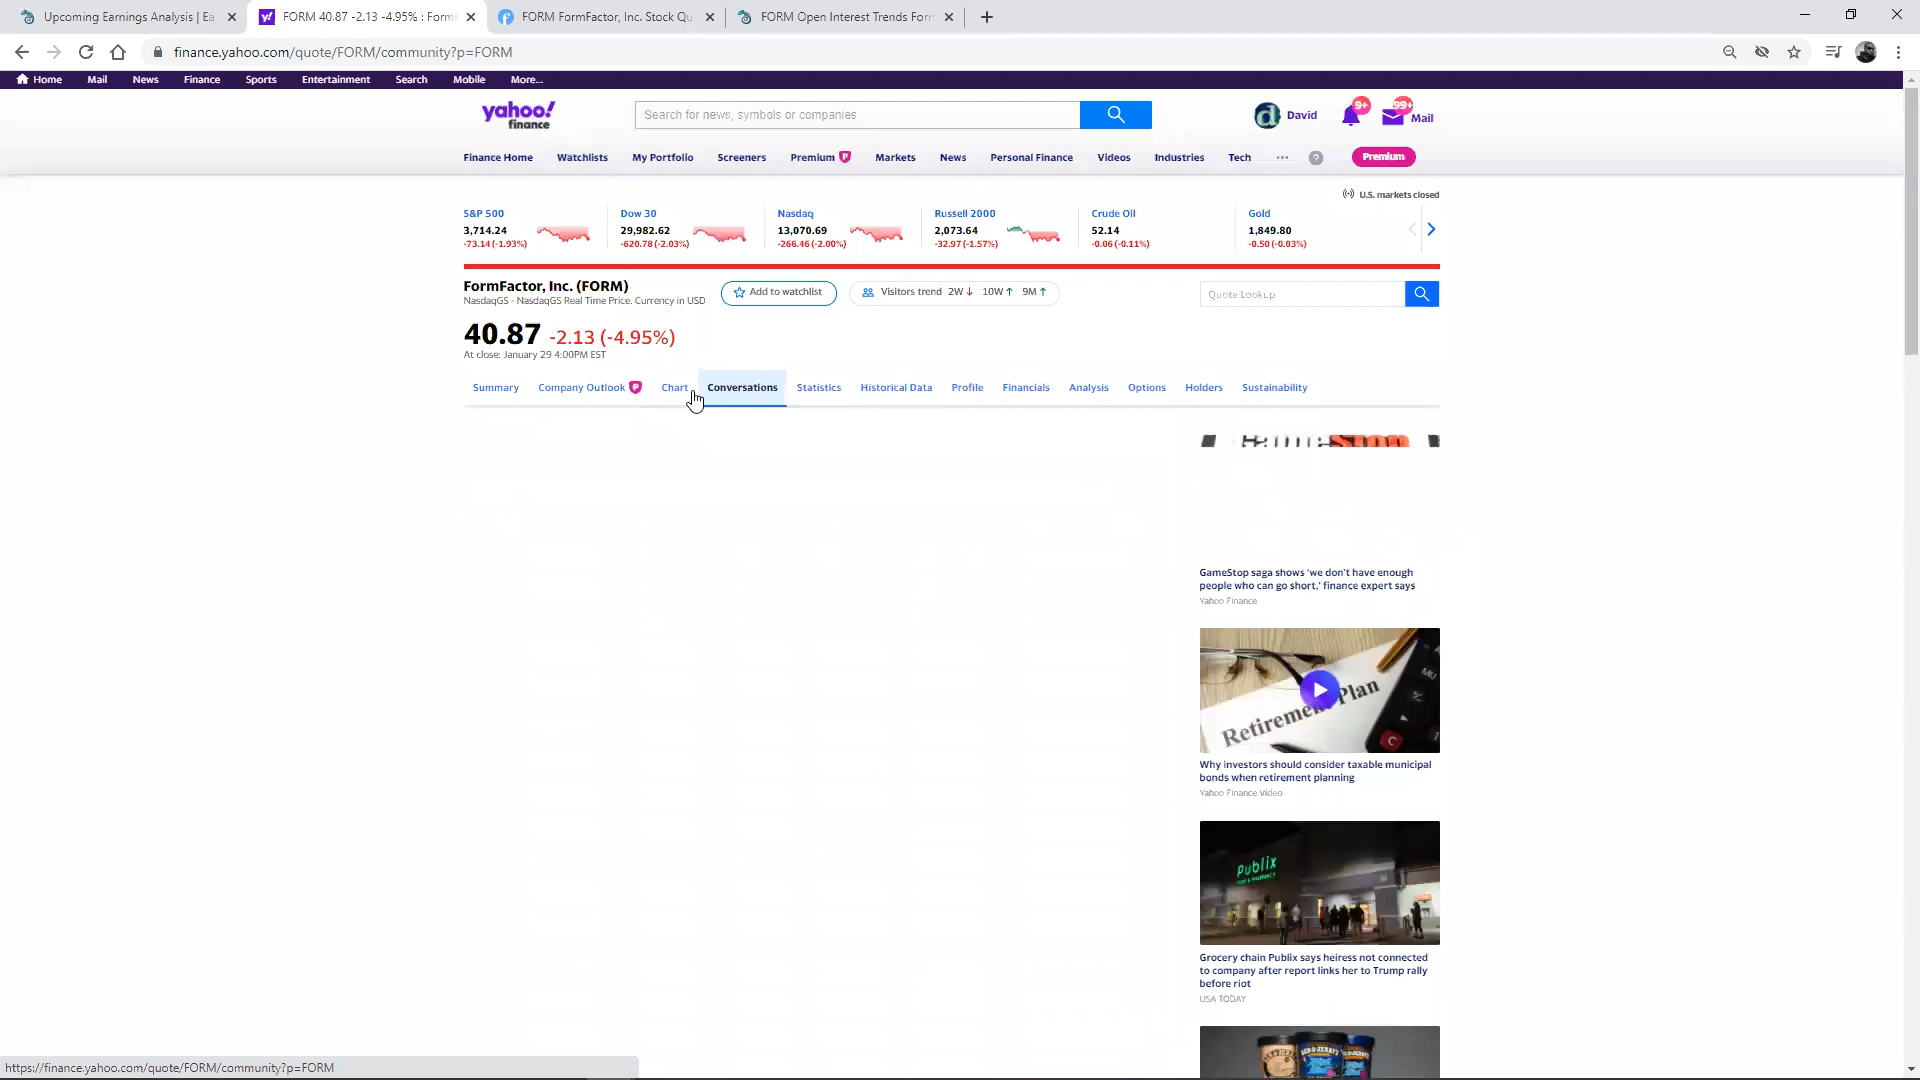 Upcoming Earnings Analysis | Ea
FORM 40.87 -2.13 -4.95% : Form
FORM FormFactor, Inc. Stock Qu
FORM Open Interest Trends Form
finance.yahoo.com/quote/FORM/community?p=FORM
Home Mail News Finance Sports Entertainment Search Mobile More...
yahoo!
finance
Search for news, symbols or companies
David
9+
99+
Mail
Finance Home Watchlists My Portfolio Screeners Premium Markets News Personal Finance Videos Industries Tech ... ? Premium
U.S. markets closed
S&P 500 Dow 30 Nasdaq Russell 2000 Crude Oil Gold
3,714.24 29,982.62 13,070.69 2,073.64 52.14 1,849.80
-73.14 (-1.93%) -620.78 (-2.03%) -266.46 (-2.00%) -32.97 (-1.57%) -0.06 (-0.11%) -0.50 (-0.03%)
FormFactor, Inc. (FORM)
NasdaqGS - NasdaqGS Real Time Price. Currency in USD
Add to watchlist
Visitors trend 2W↓ 10W↑ 9M↑
Quote Lookup
40.87 -2.13 (-4.95%)
At close: January 29 4:00PM EST
Summary Company Outlook Chart Conversations Statistics Historical Data Profile Financials Analysis Options Holders Sustainability
GameStop
GameStop saga shows 'we don't have enough
people who can go short,' finance expert says
Yahoo Finance
Retirement Plan
MU
C
Why investors should consider taxable municipal
bonds when retirement planning
Yahoo Finance Video
Publix
Grocery chain Publix says heiress not connected
to company after report links her to Trump rally
before riot
USA TODAY
BEN & JERRY'S
https://finance.yahoo.com/quote/FORM/community?p=FORM